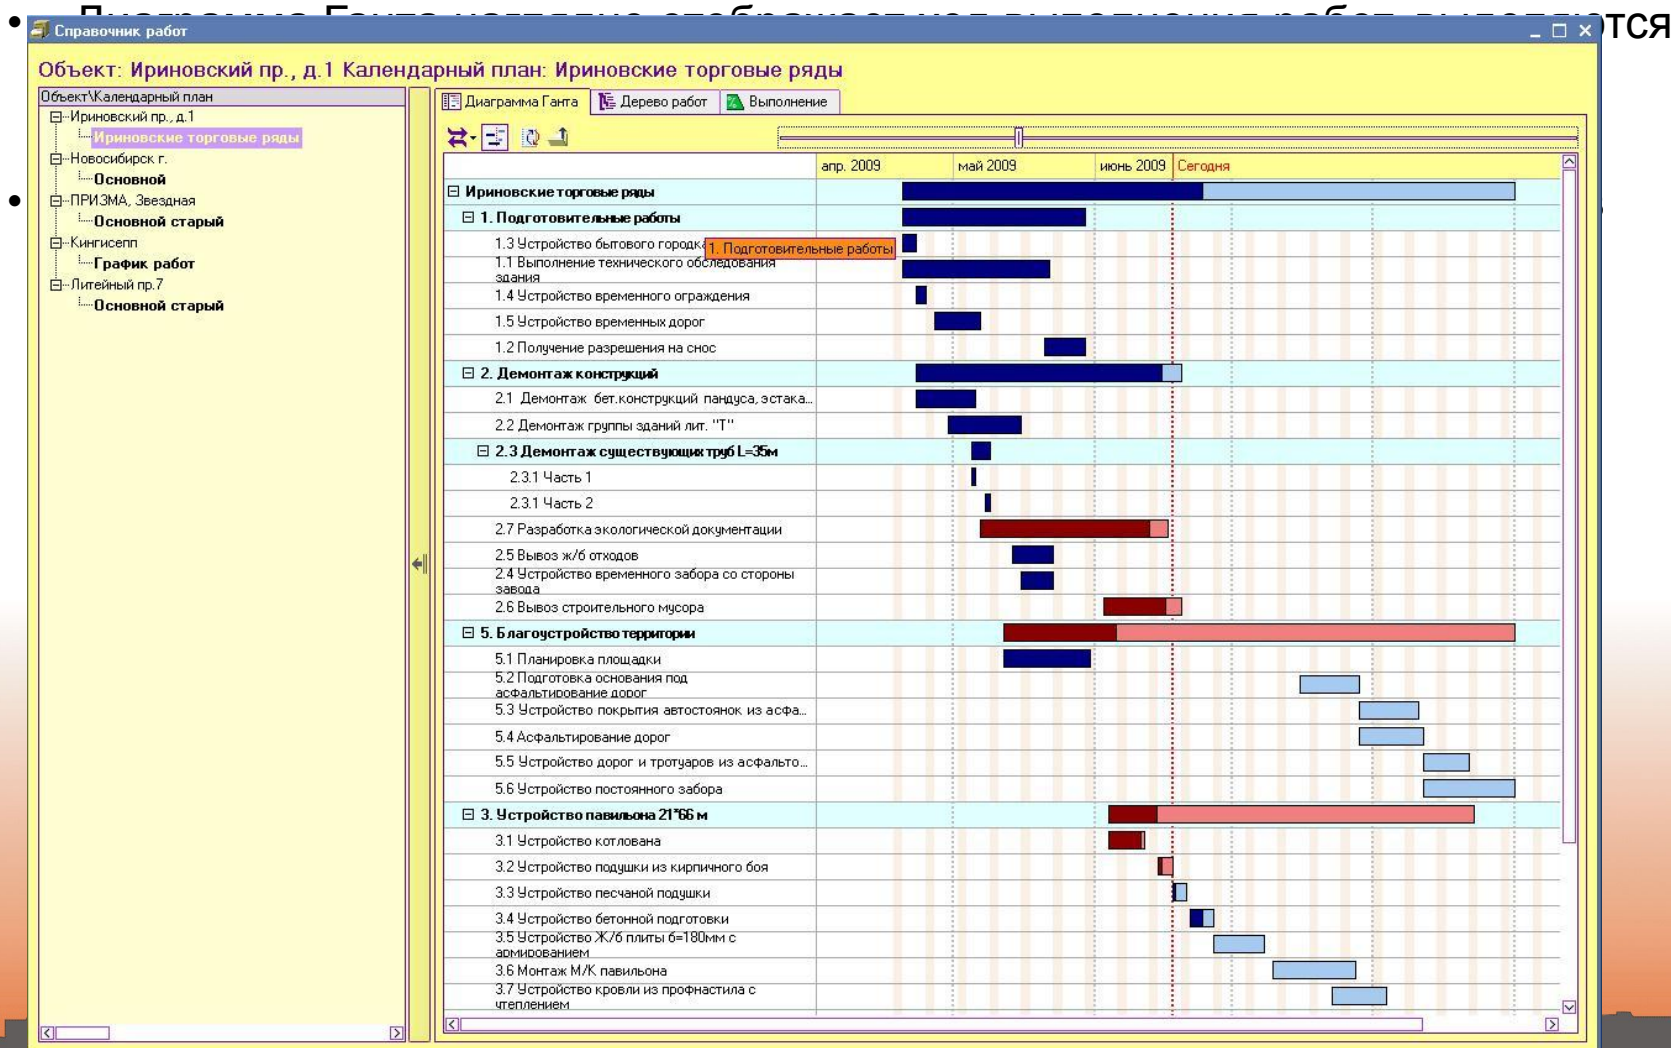 Диаграмма Ганта наглядно отображает ход выполнения работ, выделяются
Справочник работ
Объект: Ириновский пр., д.1 Календарный план: Ириновские торговые ряды
Объект\Календарный план
Ириновский пр., д.1
Ириновские торговые ряды
Новосибирск г.
Основной
ПРИЗМА, Звездная
Основной старый
Кингисепп
График работ
Литейный пр.7
Основной старый
Диаграмма Ганта Дерево работ Выполнение
апр. 2009 май 2009 июнь 2009 Сегодня
Ириновские торговые ряды
1. Подготовительные работы
1.3 Устройство бытового городк
1. Подготовительные работы
1.1 Выполнение технического обследования
здания
1.4 Устройство временного ограждения
1.5 Устройство временных дорог
1.2 Получение разрешения на снос
2. Демонтаж конструкций
2.1 Демонтаж бет.конструкций пандуса, эстака...
2.2 Демонтаж группы зданий лит. "Т"
2.3 Демонтаж существующих труб L=35м
2.3.1 Часть 1
2.3.1 Часть 2
2.7 Разработка экологической документации
2.5 Вывоз ж/б отходов
2.4 Устройство временного забора со стороны
завода
2.6 Вывоз строительного мусора
5. Благоустройство территории
5.1 Планировка площадки
5.2 Подготовка основания под
асфальтирование дорог
5.3 Устройство покрытия автостоянок из асфа...
5.4 Асфальтирование дорог
5.5 Устройство дорог и тротуаров из асфальто...
5.6 Устройство постоянного забора
3. Устройство павильона 21*66 м
3.1 Устройство котлована
3.2 Устройство подушки из кирпичного боя
3.3 Устройство песчаной подушки
3.4 Устройство бетонной подготовки
3.5 Устройство Ж/б плиты б=180мм с
армированием
3.6 Монтаж М/К павильона
3.7 Устройство кровли из профнастила с
утеплением